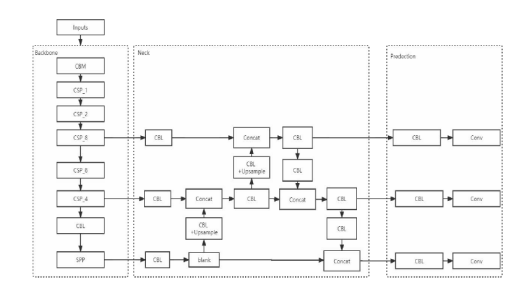 Inputs
Backbone
Neck
Prodection
CBM
CSP_1
CSP_2
CSP_8
CBL
Concat
CBL
CBL
Conv
CSP_8
CBL
+Upsample
CBL
CSP_4
CBL
Concat
CBL
Concat
CBL
CBL
Conv
CBL
CBL
+Upsample
CBL
SPP
CBL
blank
Concat
CBL
Conv